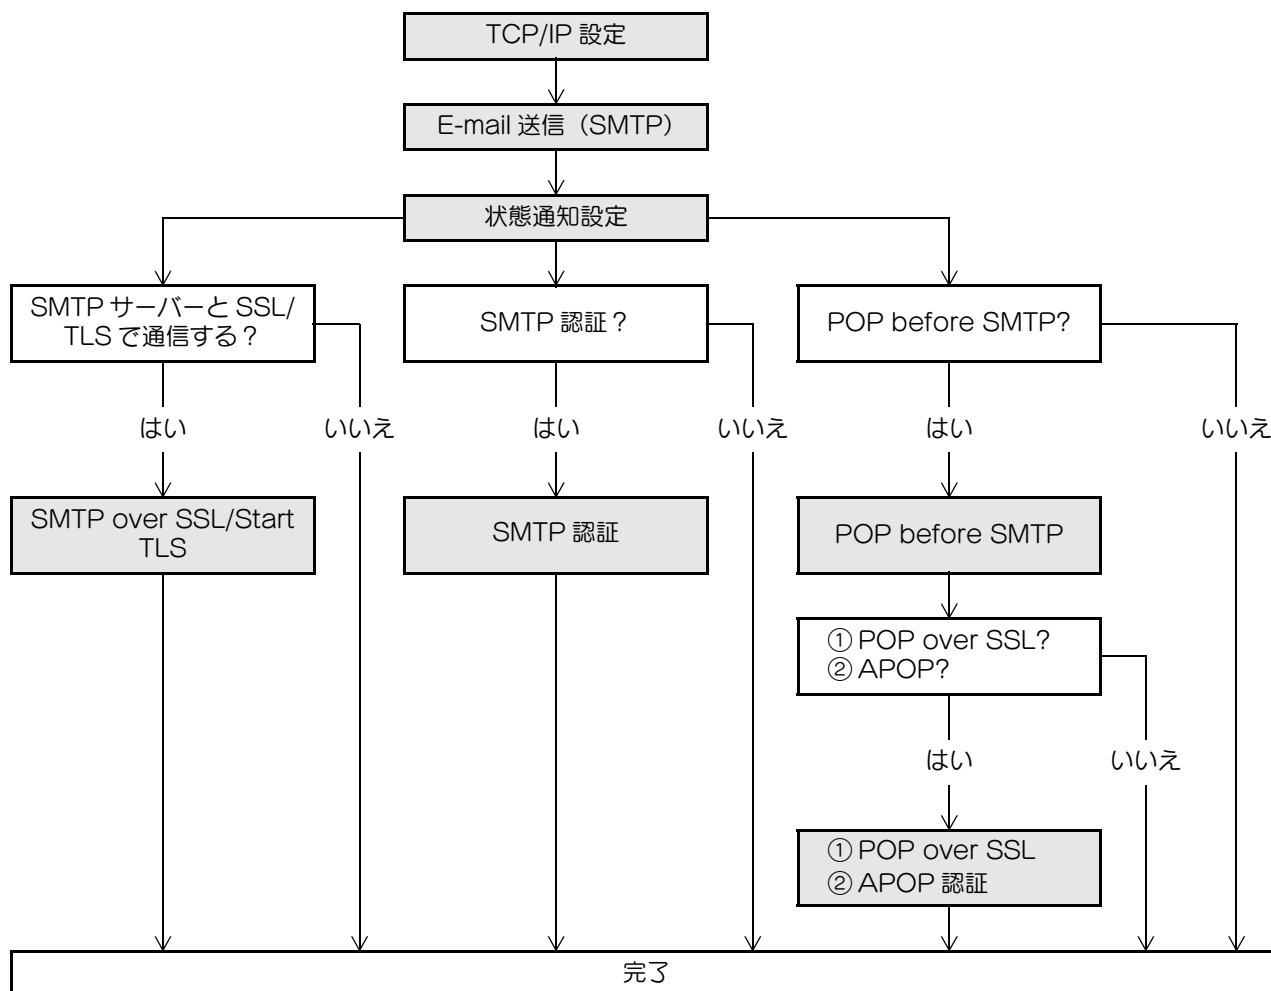 TCP/IP 設定
E-mail 送信（SMTP）
状態通知設定
SMTP サーバーと SSL/
TLS で通信する？
SMTP 認証？
POP before SMTP?
はい
いいえ
はい
いいえ
はい
いいえ
SMTP over SSL/Start
TLS
SMTP 認証
POP before SMTP
① POP over SSL?
② APOP?
はい
いいえ
① POP over SSL
② APOP 認証
完了